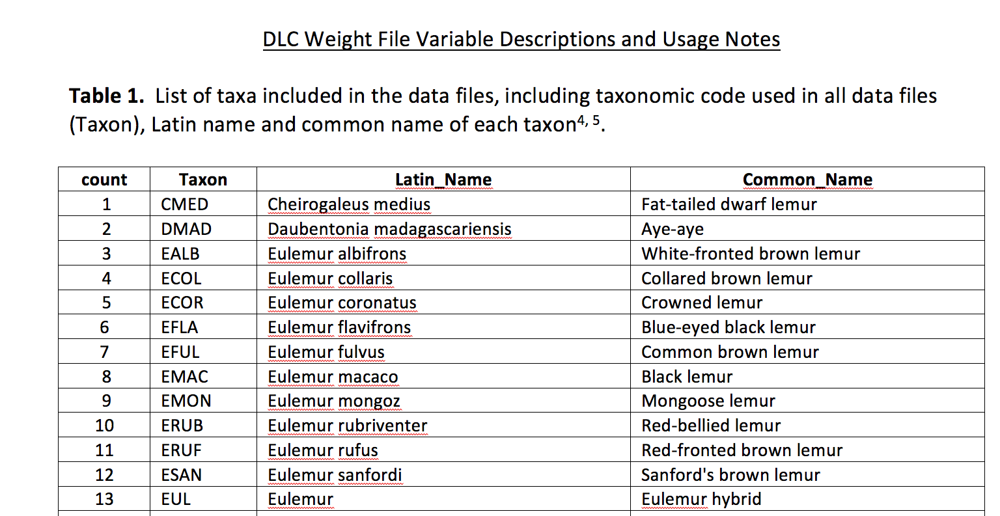 DLC Weight File Variable Descriptions and Usage Notes
Table 1. List of taxa included in the data files, including taxonomic code used in all data files
(Taxon), Latin name and common name of each taxon4, 5.
count Taxon Latin_Name Common_Name
1 CMED Cheirogaleus medius Fat-tailed dwarf lemur
2 DMAD Daubentonia madagascariensis Aye-aye
3 EALB Eulemur albifrons White-fronted brown lemur
4 ECOL Eulemur collaris Collared brown lemur
5 ECOR Eulemur coronatus Crowned lemur
6 EFLA Eulemur flavifrons Blue-eyed black lemur
7 EFUL Eulemur fulvus Common brown lemur
8 EMAC Eulemur macaco Black lemur
9 EMON Eulemur mongoz Mongoose lemur
10 ERUB Eulemur rubriventer Red-bellied lemur
11 ERUF Eulemur rufus Red-fronted brown lemur
12 ESAN Eulemur sanfordi Sanford's brown lemur
13 EUL Eulemur Eulemur hybrid